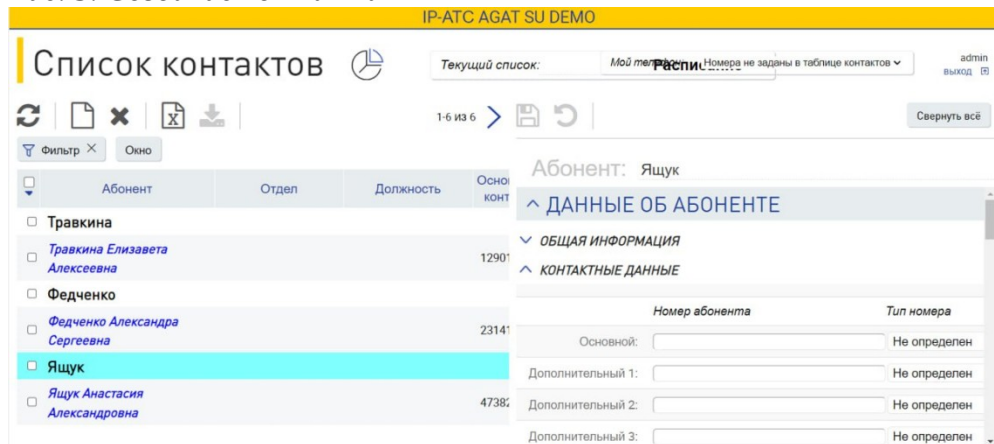 IP-ATC AGAT SU DEMO
Список контактов
Текущий список:
Мой
Номера не заданы в таблице контактов
admin
выход
1-6 из 6
Свернуть всё
Фильтр
Окно
Абонент: Ящук
Абонент Отдел Должность
ДАННЫЕ ОБ АБОНЕНТЕ
ОБЩАЯ ИНФОРМАЦИЯ
КОНТАКТНЫЕ ДАННЫЕ
Травкина
Травкина Елизавета
Алексеевна
12901
Федченко
Федченко Александра
Сергеевна
23141
Ящук
Ящук Анастасия
Александровна
47382
Номер абонента Тип номера
Основной: Не определен
Дополнительный 1: Не определен
Дополнительный 2: Не определен
Дополнительный 3: Не определен